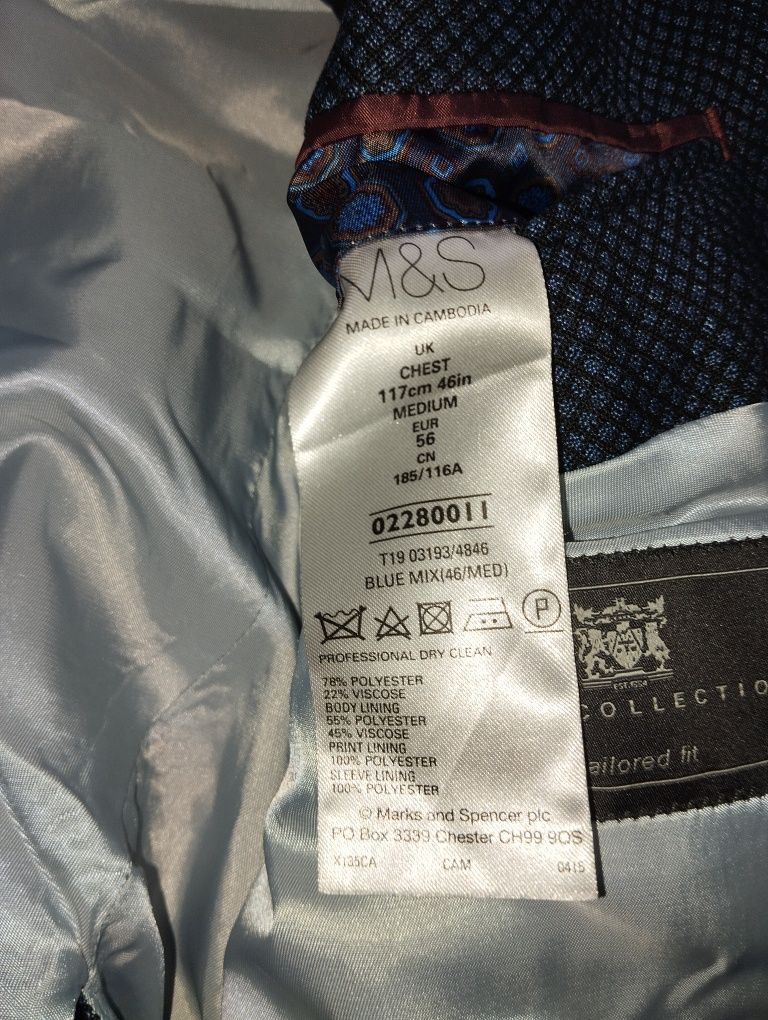 M&S
MADE IN CAMBODIA
UK
CHEST
117cm 46in
MEDIUM
EUR
56
CN
185/116A
02280011
T19 03193/4846
BLUE MIX(46/MED)
P
PROFESSIONAL DRY CLEAN
78% POLYESTER
22% VISCOSE
BODY LINING
55% POLYESTER
45% VISCOSE
PRINT LINING
100% POLYESTER
SLEEVE LINING
100% POLYESTER
© Marks and Spencer plc
PO Box 3339 Chester CH99 9QS
X135CA CAM 0415
EST.1884
COLLECTIO
ailored fit